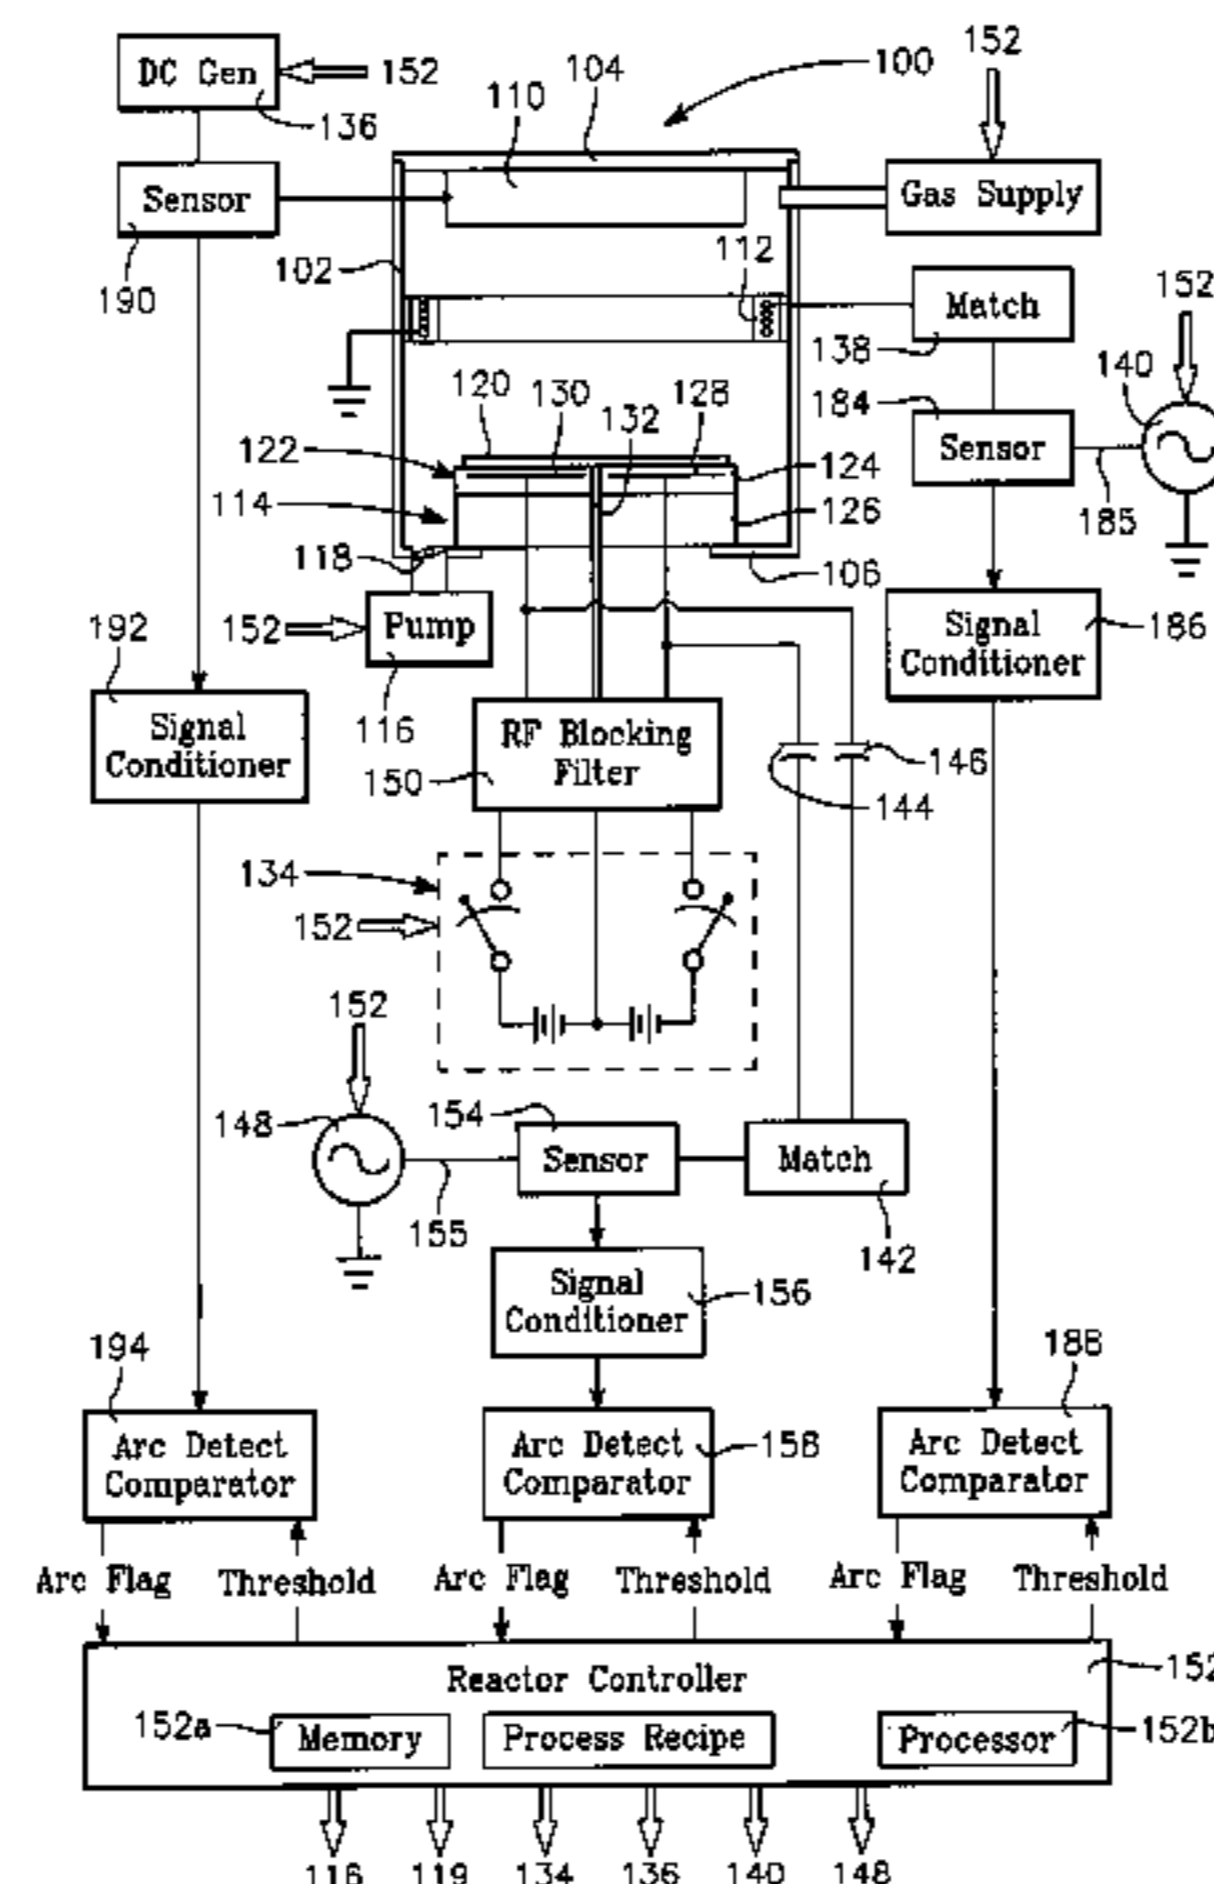 DC Gen
152
136
104
110
100
152
Sensor
190
Gas Supply
102
112
Match
138
152
140
184
Sensor
185
120
130
132
128
122
124
114
126
118
106
152
Pump
116
192
Signal
Conditioner
Signal
Conditioner
186
RF Blocking
Filter
150
146
144
134
152
152
148
154
Sensor
155
Match
142
Signal
Conditioner
156
194
188
Arc Detect
Comparator
Arc Detect
Comparator
158
Arc Detect
Comparator
Arc Flag
Threshold
Arc Flag
Threshold
Arc Flag
Threshold
Reactor Controller
152
152a
Memory
Process Recipe
Processor
152b
116
119
134
136
140
148